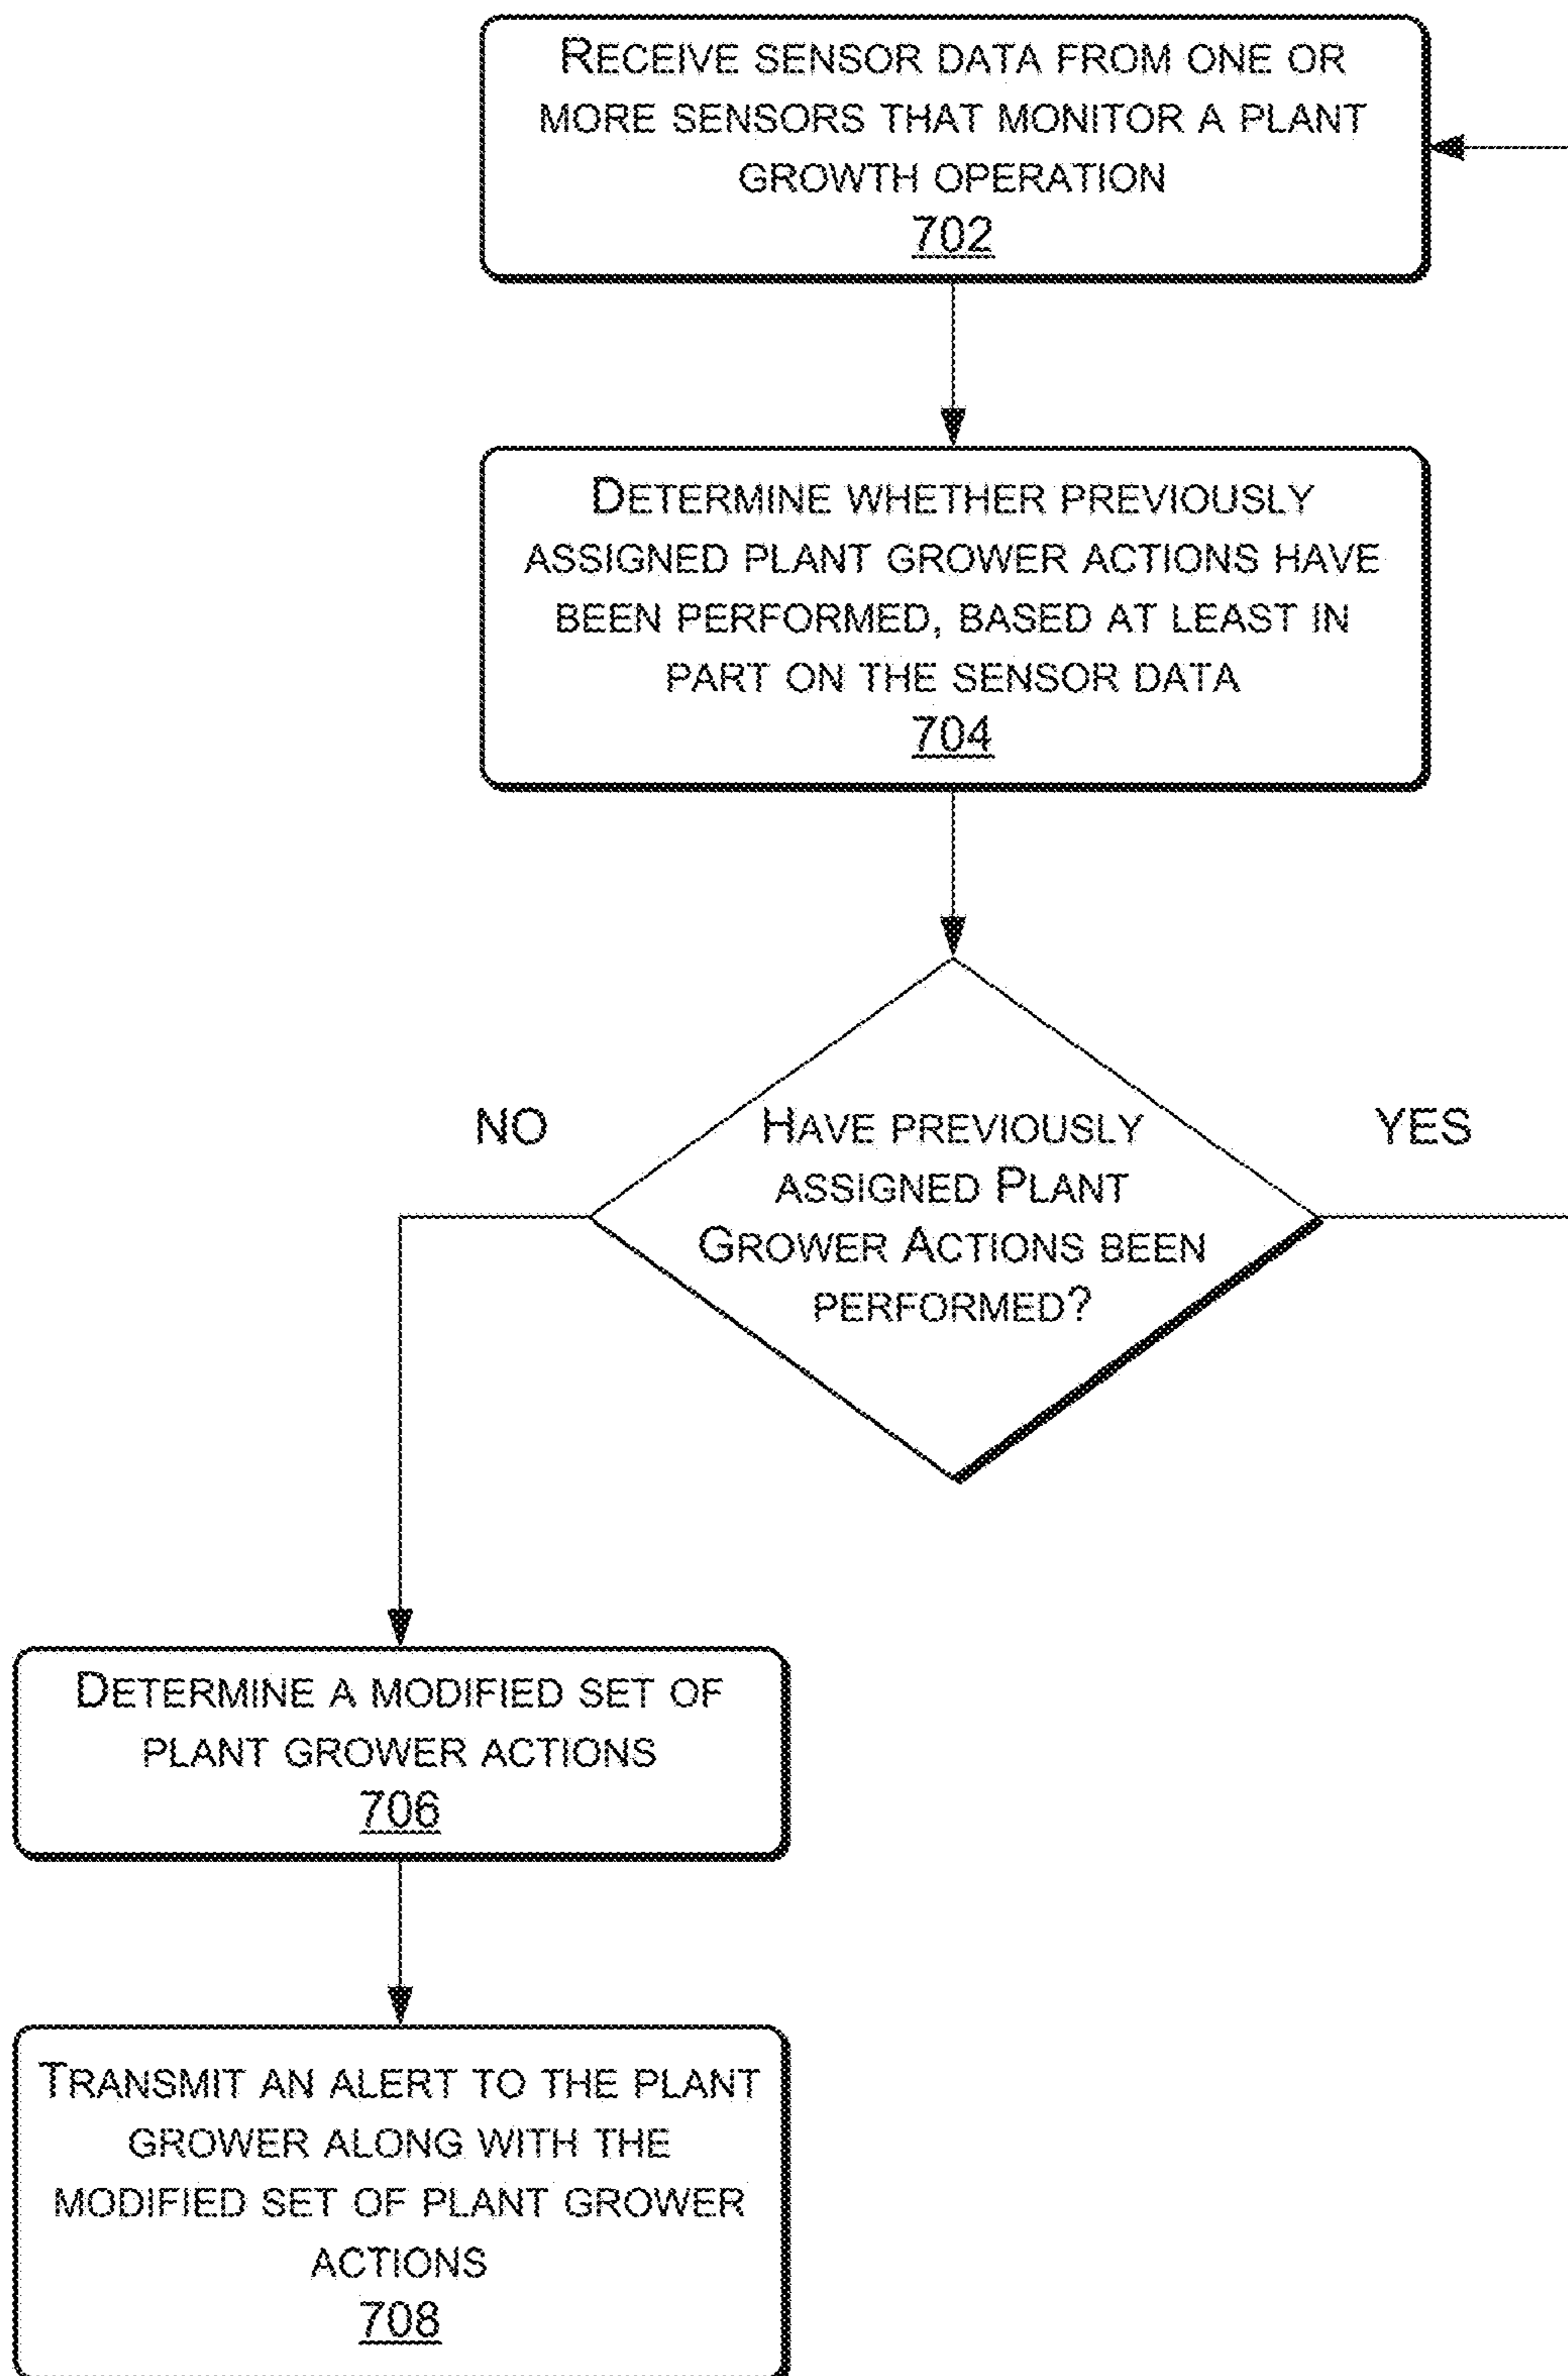 RECEIVE SENSOR DATA FROM ONE OR
MORE SENSORS THAT MONITOR A PLANT
GROWTH OPERATION
702
DETERMINE WHETHER PREVIOUSLY
ASSIGNED PLANT GROWER ACTIONS HAVE
BEEN PERFORMED, BASED AT LEAST IN
PART ON THE SENSOR DATA
704
NO
YES
HAVE PREVIOUSLY
ASSIGNED PLANT
GROWER ACTIONS BEEN
PERFORMED?
DETERMINE A MODIFIED SET OF
PLANT GROWER ACTIONS
706
TRANSMIT AN ALERT TO THE PLANT
GROWER ALONG WITH THE
MODIFIED SET OF PLANT GROWER
ACTIONS
708